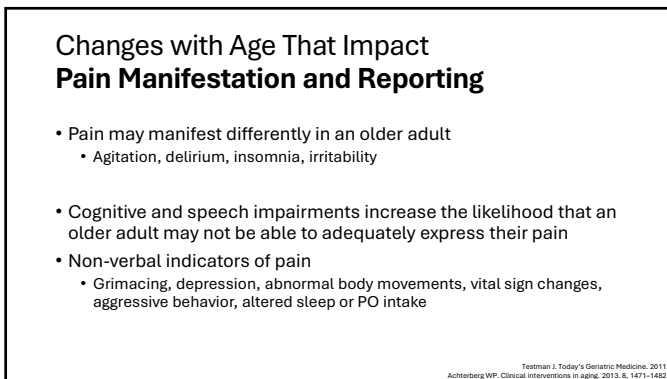 Changes with Age That Impact
Pain Manifestation and Reporting
• Pain may manifest differently in an older adult
• Agitation, delirium, insomnia, irritability
• Cognitive and speech impairments increase the likelihood that an
older adult may not be able to adequately express their pain
• Non-verbal indicators of pain
• Grimacing, depression, abnormal body movements, vital sign changes,
aggressive behavior, altered sleep or PO intake
Testman J. Today's Geriatric Medicine. 2011
Achterberg WP. Clinical interventions in aging. 2013. 8, 1471–1482